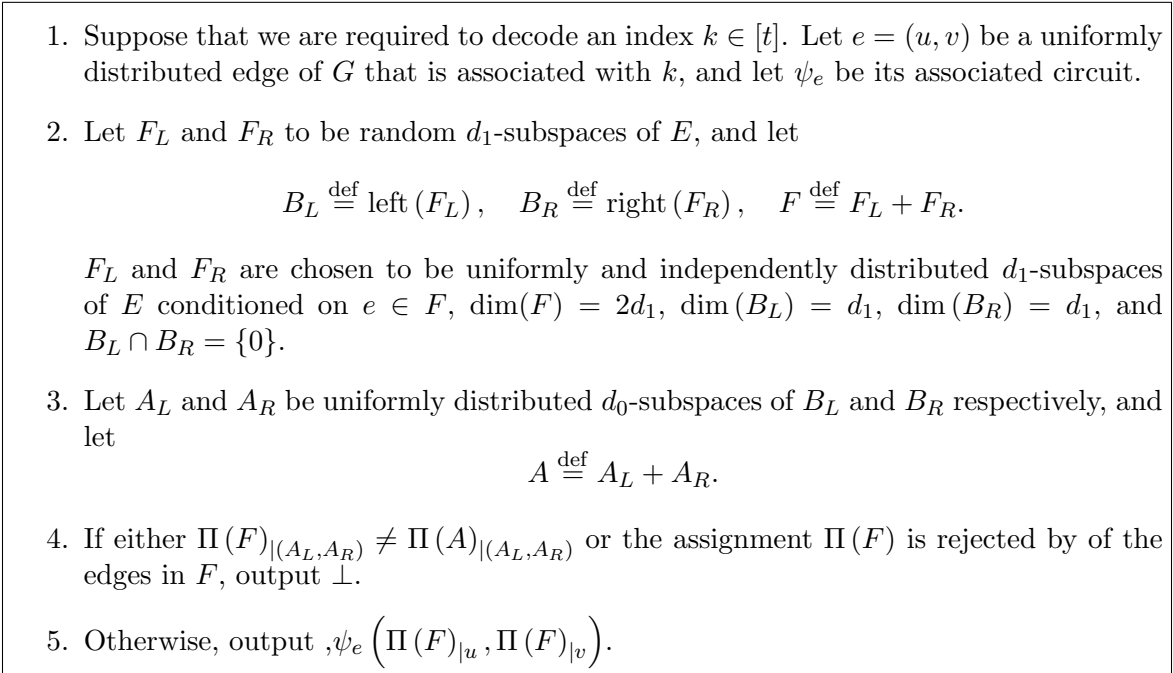 1. Suppose that we are required to decode an index k ∈ [t]. Let e = (u, v) be a uniformly
distributed edge of G that is associated with k, and let ψ_e be its associated circuit.
2. Let F_L and F_R to be random d_1-subspaces of E, and let
B_L ≝ left (F_L) , B_R ≝ right (F_R) , F ≝ F_L + F_R.
F_L and F_R are chosen to be uniformly and independently distributed d_1-subspaces
of E conditioned on e ∈ F, dim(F) = 2d_1, dim (B_L) = d_1, dim (B_R) = d_1, and
B_L ∩ B_R = {0}.
3. Let A_L and A_R be uniformly distributed d_0-subspaces of B_L and B_R respectively, and
let
A ≝ A_L + A_R.
4. If either Π (F)_{|(A_L,A_R)} ≠ Π (A)_{|(A_L,A_R)} or the assignment Π (F) is rejected by of the
edges in F, output ⊥.
5. Otherwise, output ,ψ_e (Π (F)_{|u} , Π (F)_{|v}).